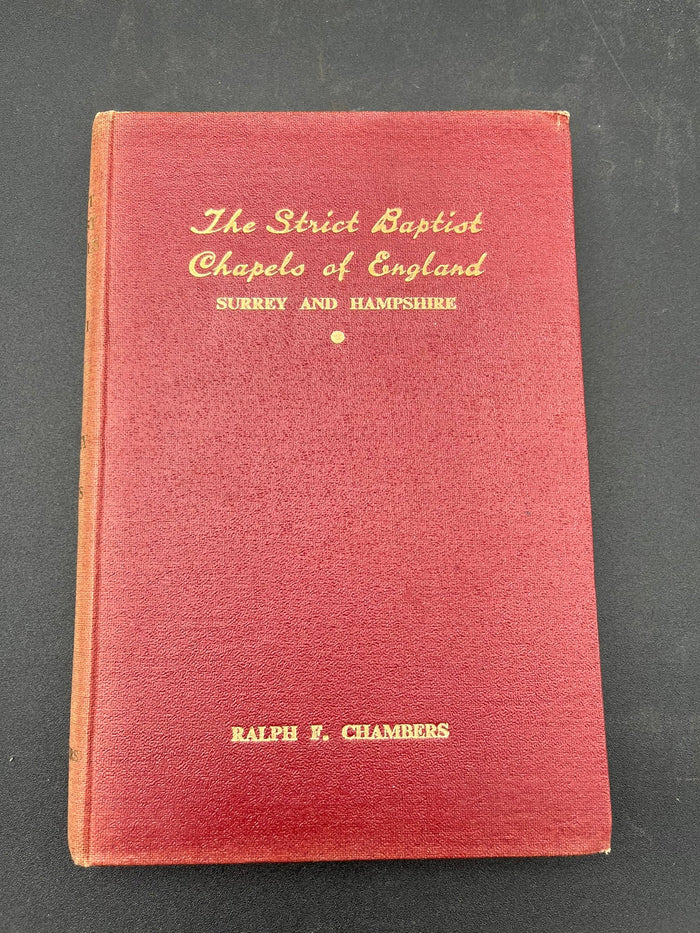 The Strict Baptist
Chapels of England
SURREY AND HAMPSHIRE
RALPH F. CHAMBERS